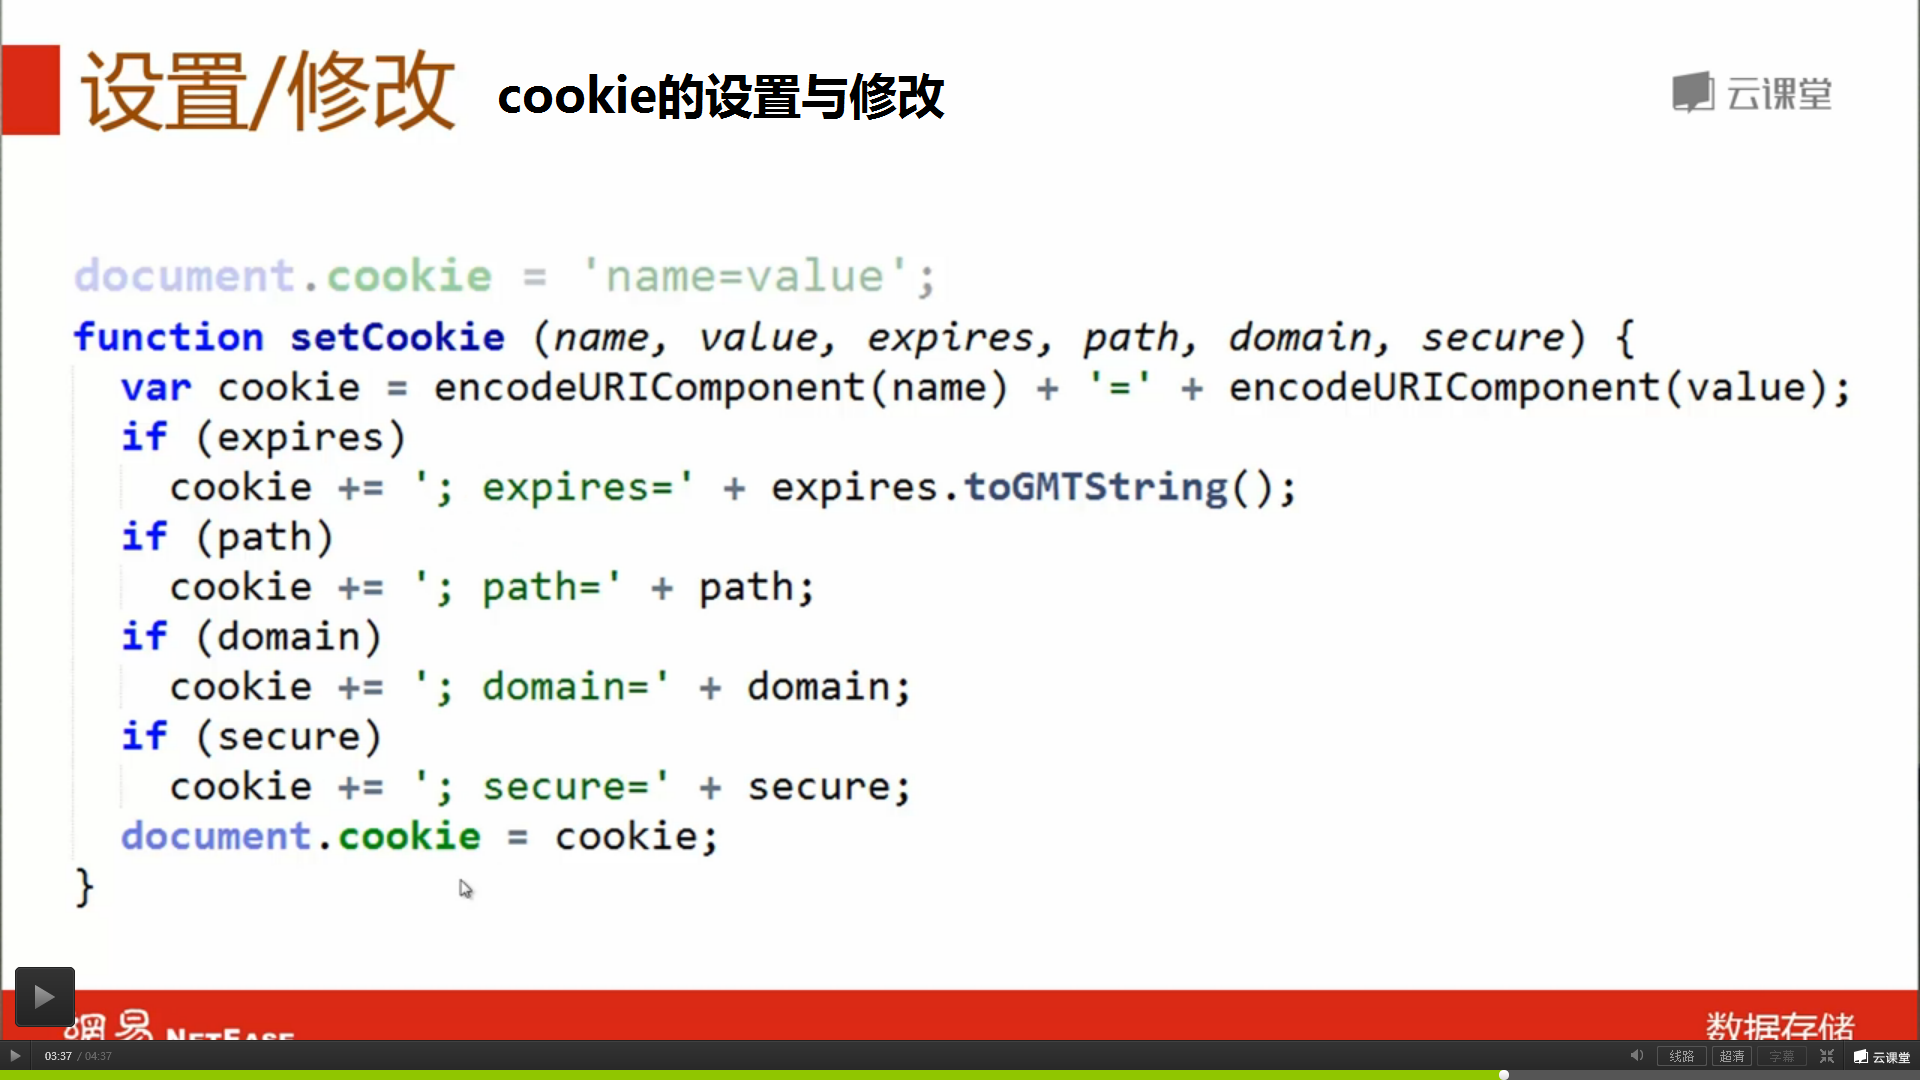 设置/修改 cookie的设置与修改
云课堂
document.cookie = 'name=value';
function setCookie (name, value, expires, path, domain, secure) {
var cookie = encodeURIComponent(name) + '=' + encodeURIComponent(value);
if (expires)
cookie += '; expires=' + expires.toGMTString();
if (path)
cookie += '; path=' + path;
if (domain)
cookie += '; domain=' + domain;
if (secure)
cookie += '; secure=' + secure;
document.cookie = cookie;
}
網易 NETEASE
数据存储
03:37 / 04:37
线路 超清 字幕 云课堂